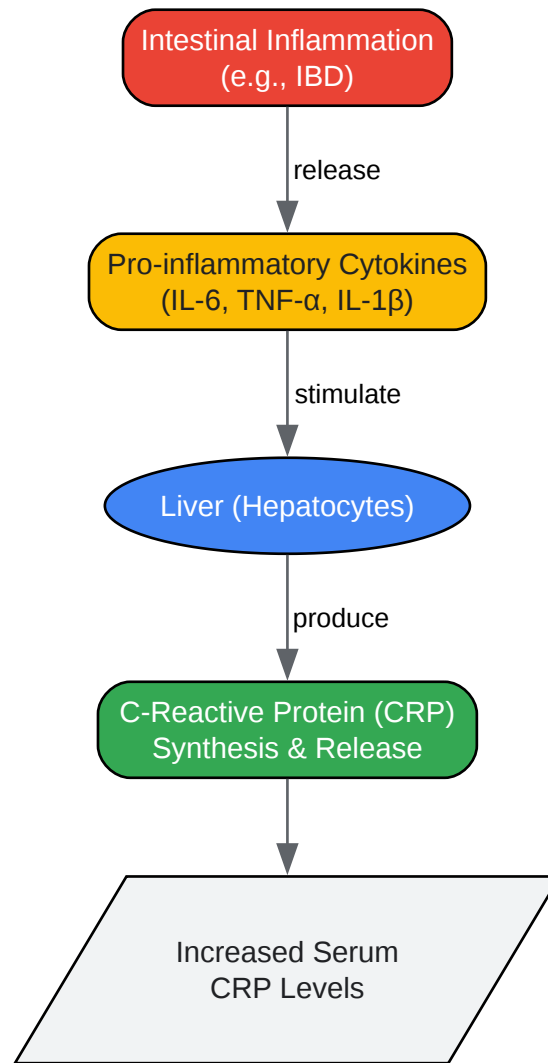 Intestinal Inflammation
(e.g., IBD)
release
Pro-inflammatory Cytokines
(IL-6, TNF-α, IL-1β)
stimulate
Liver (Hepatocytes)
produce
C-Reactive Protein (CRP)
Synthesis & Release
Increased Serum
CRP Levels